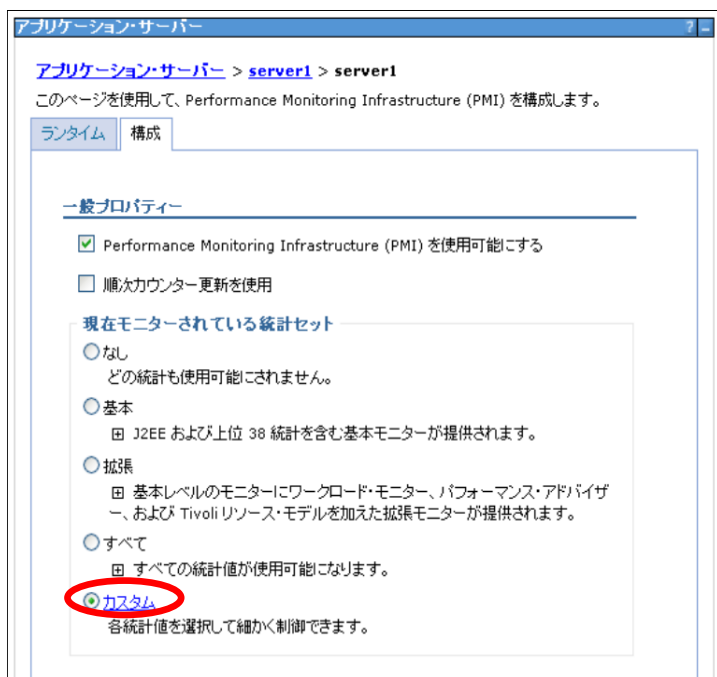 アプリケーション・サーバー ? -
アプリケーション・サーバー > server1 > server1
このページを使用して、Performance Monitoring Infrastructure (PMI) を構成します。
ランタイム 構成
一般プロパティー
Performance Monitoring Infrastructure (PMI) を使用可能にする
順次カウンター更新を使用
現在モニターされている統計セット
なし
どの統計も使用可能にされません。
基本
J2EE および上位 38 統計を含む基本モニターが提供されます。
拡張
基本レベルのモニターにワークロード・モニター、パフォーマンス・アドバイザ
ー、および Tivoli リソース・モデルを加えた拡張モニターが提供されます。
すべて
すべての統計値が使用可能になります。
カスタム
各統計値を選択して細かく制御できます。